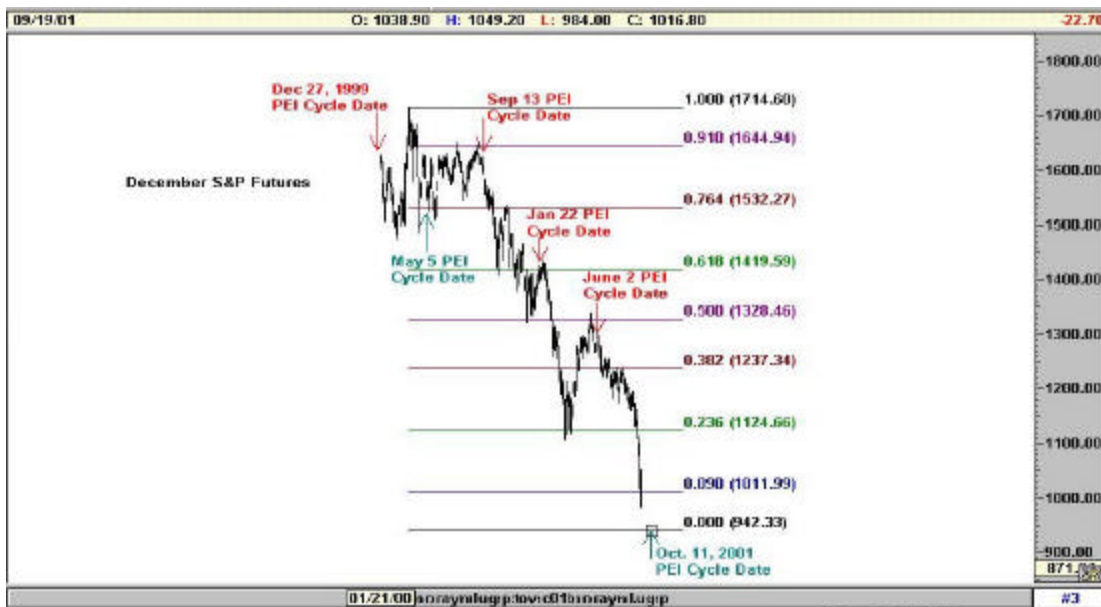 09/19/01 O: 1038.90 H: 1049.20 L: 984.00 C: 1016.80 -22.70
1800.00
Dec 27, 1999
PEI Cycle Date
Sep 13 PEI
Cycle Date
1.000 (1714.60)
1700.00
0.910 (1644.94)
1600.00
December S&P Futures
0.764 (1532.27)
1500.00
Jan 22 PEI
Cycle Date
May 5 PEI
Cycle Date
0.618 (1419.59)
1400.00
June 2 PEI
Cycle Date
0.500 (1328.46)
1300.00
0.382 (1237.34)
1200.00
0.236 (1124.66)
1100.00
0.090 (1011.99)
1000.00
0.000 (942.33)
Oct. 11, 2001
PEI Cycle Date
900.00
01/21/00
#3